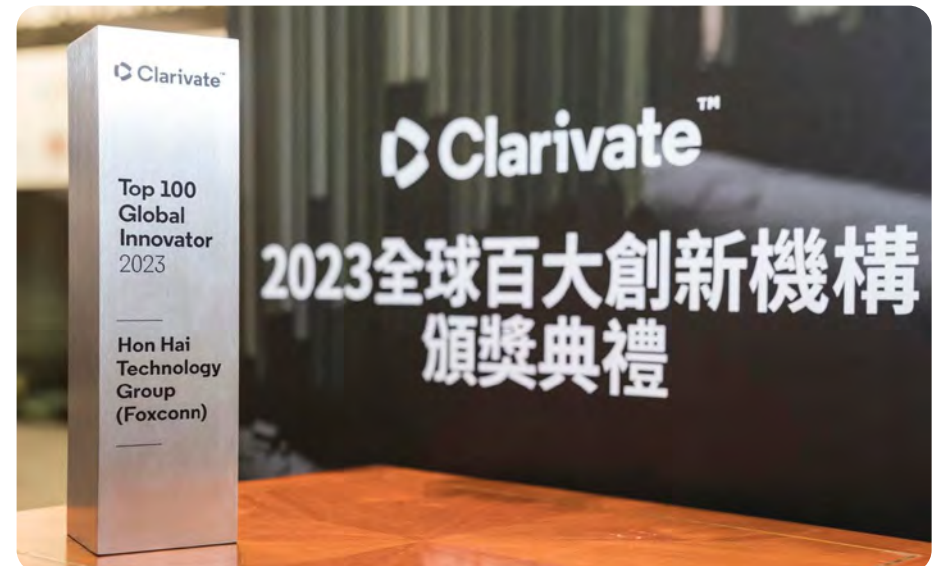 Clarivate™
Top 100
Global
Innovator
2023
Hon Hai
Technology
Group
(Foxconn)
Clarivate™
2023全球百大創新機構
頒獎典禮